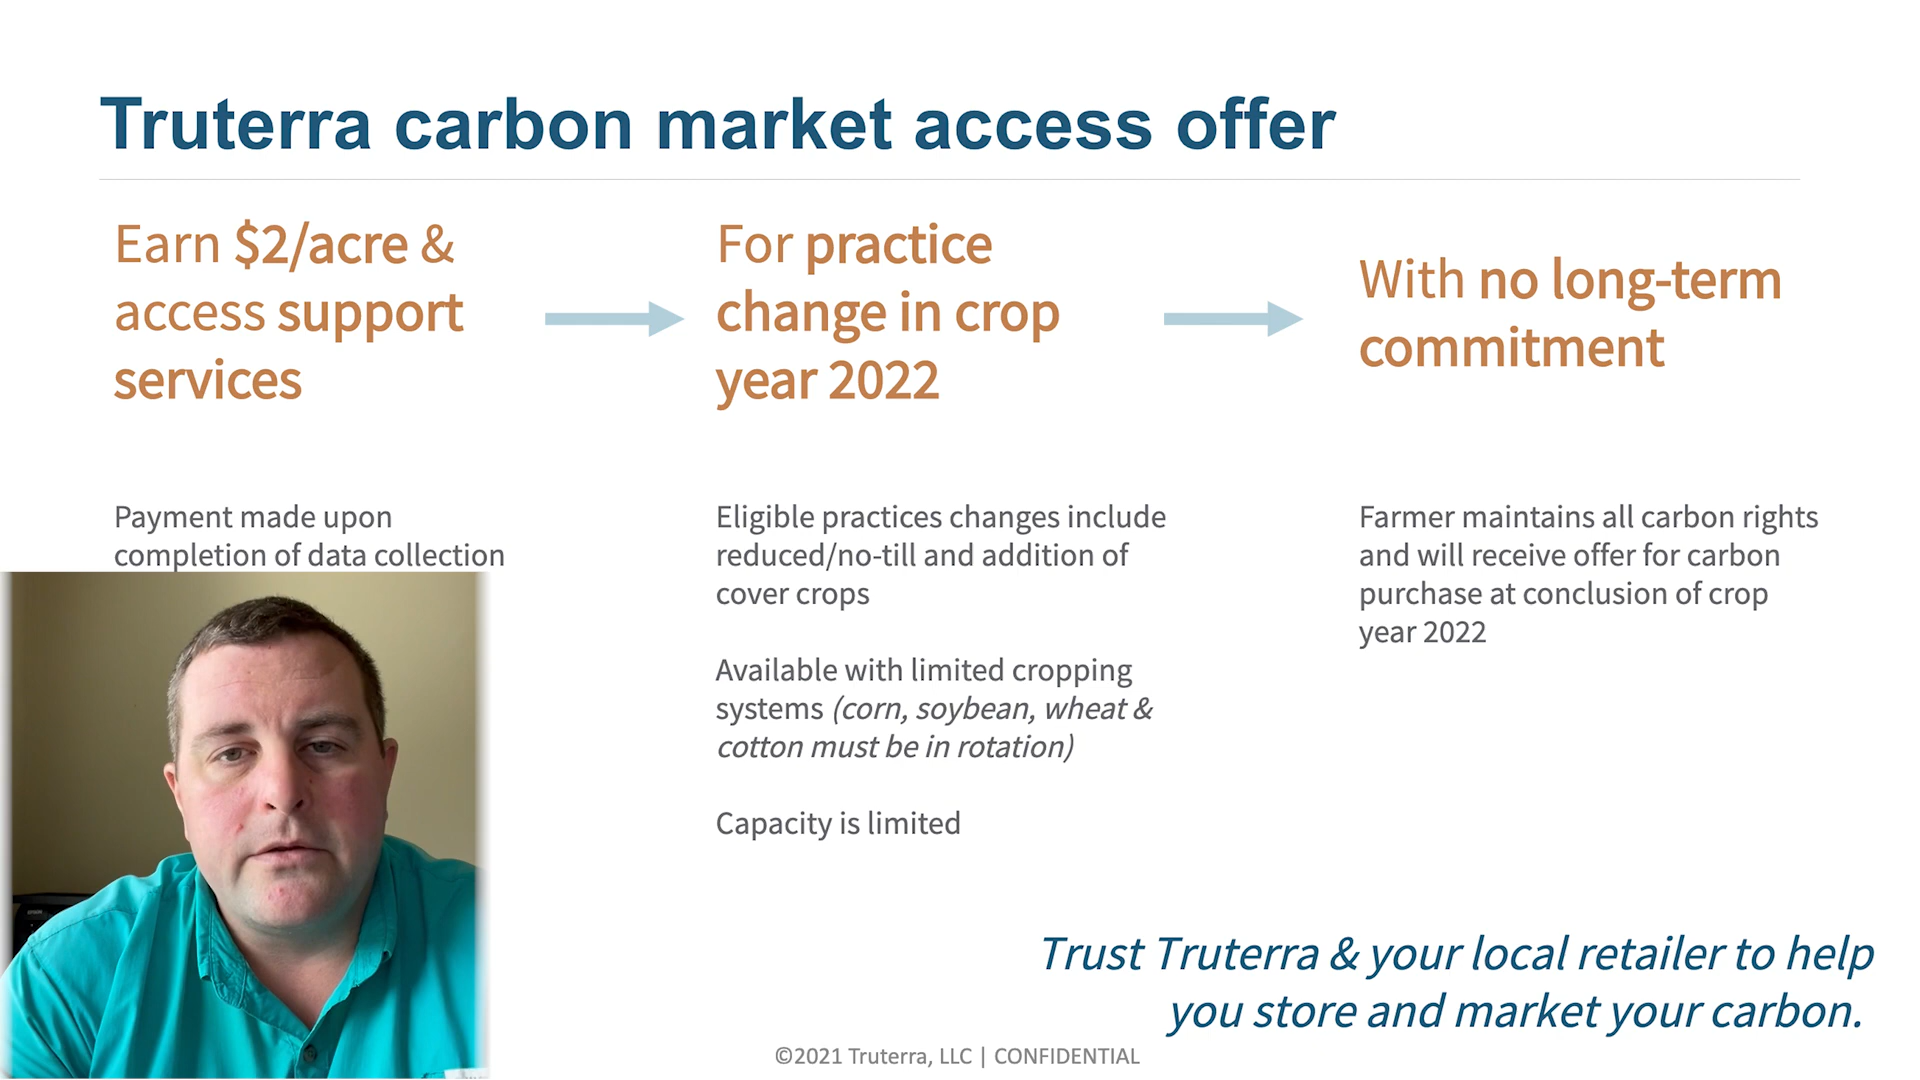 Truterra carbon market access offer
Earn $2/acre &
access support
services
For practice
change in crop
year 2022
With no long-term
commitment
Payment made upon
completion of data collection
Eligible practices changes include
reduced/no-till and addition of
cover crops
Available with limited cropping
systems (corn, soybean, wheat &
cotton must be in rotation)
Capacity is limited
Farmer maintains all carbon rights
and will receive offer for carbon
purchase at conclusion of crop
year 2022
Trust Truterra & your local retailer to help
you store and market your carbon.
©2021 Truterra, LLC | CONFIDENTIAL